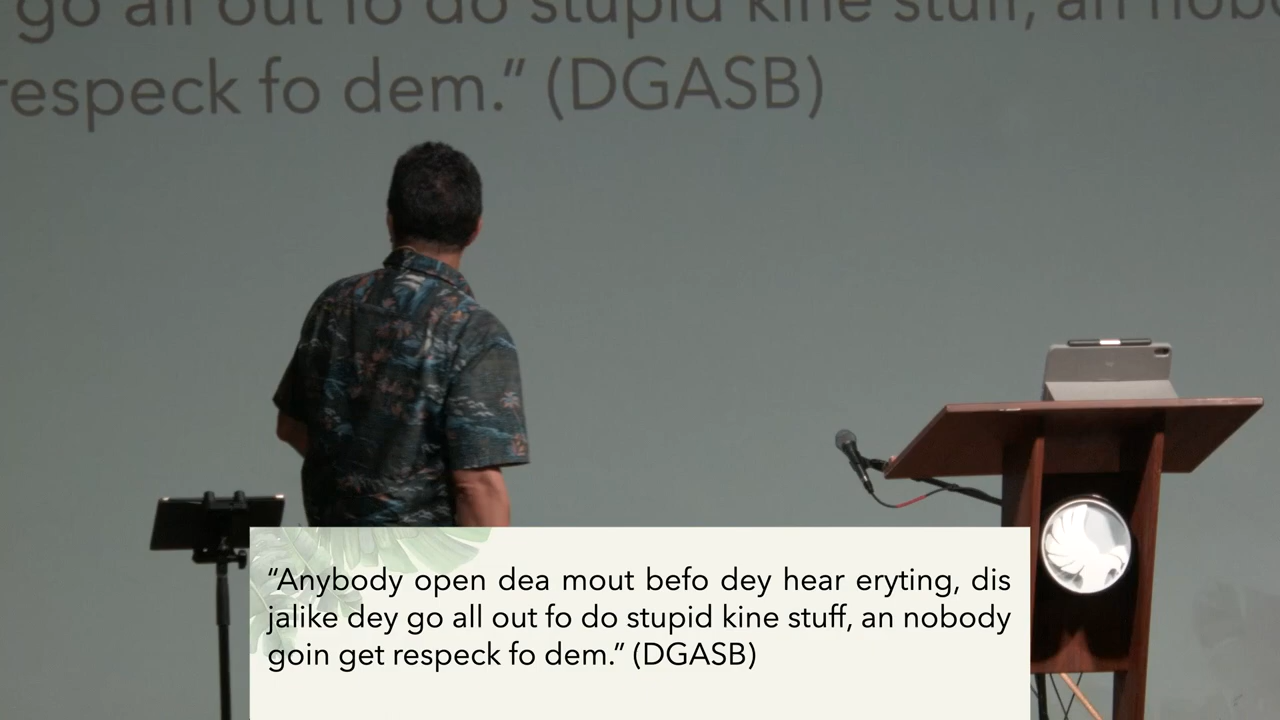 go all out fo do stupid kine stuff, an nobo
respeck fo dem.” (DGASB)
“Anybody open dea mout befo dey hear eryting, dis
jalike dey go all out fo do stupid kine stuff, an nobody
goin get respeck fo dem.” (DGASB)